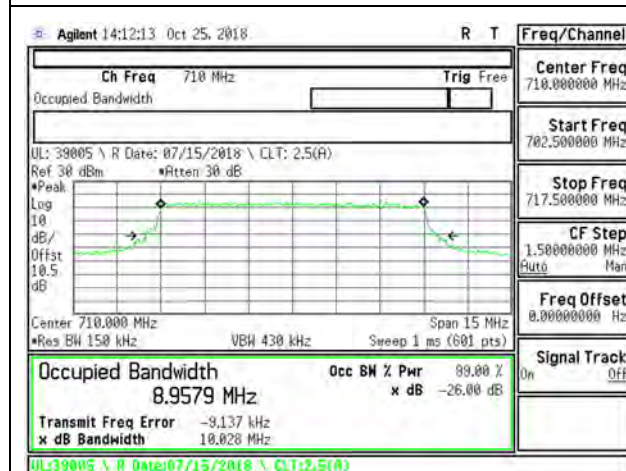 Agilent 14:12:13 Oct 25, 2018 R T
Freq/Channel
Ch Freq 710 MHz Trig Free
Occupied Bandwidth
Center Freq
710.000000 MHz
Start Freq
702.500000 MHz
Stop Freq
717.500000 MHz
CF Step
1.50000000 MHz
Auto Man
Freq Offset
0.00000000 Hz
Signal Track
On Off
UL: 39005 \ R Date: 07/15/2018 \ CLT: 2.5(A)
Ref 30 dBm #Atten 30 dB
#Peak
Log
10
dB/
Offst
10.5
dB
Center 710.000 MHz Span 15 MHz
#Res BW 150 kHz VBW 430 kHz Sweep 1 ms (601 pts)
Occupied Bandwidth Occ BW % Pwr 99.00 %
8.9579 MHz x dB -26.00 dB
Transmit Freq Error -9.137 kHz
x dB Bandwidth 10.028 MHz
UL:39005 \ R Date:07/15/2018 \ CLT:2.5(A)